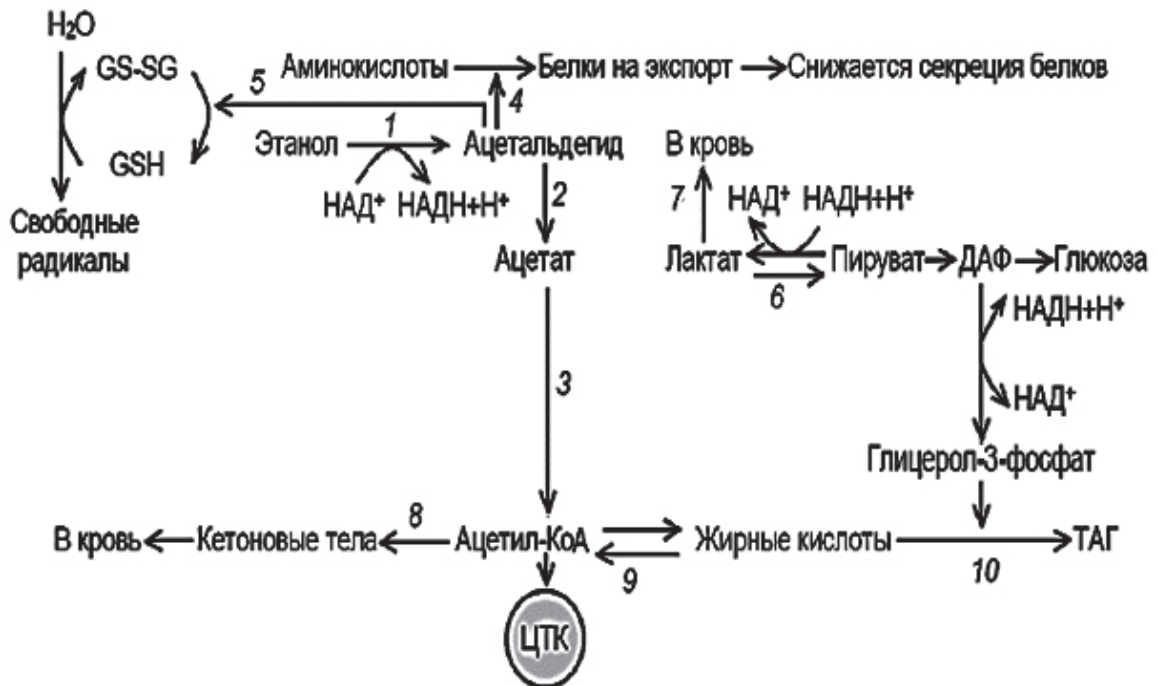 H₂O
GS-SG
5
Аминокислоты
Белки на экспорт
Снижается секреция белков
4
Этанол
1
Ацетальдегид
В кровь
GSH
НАД⁺ НАДН+Н⁺
2
7
НАД⁺ НАДН+Н⁺
Свободные
радикалы
Ацетат
Лактат
6
Пируват
ДАФ
Глюкоза
НАДН+Н⁺
3
НАД⁺
Глицерол-3-фосфат
В кровь
Кетоновые тела
8
Ацетил-КоА
9
Жирные кислоты
10
ТАГ
ЦТК